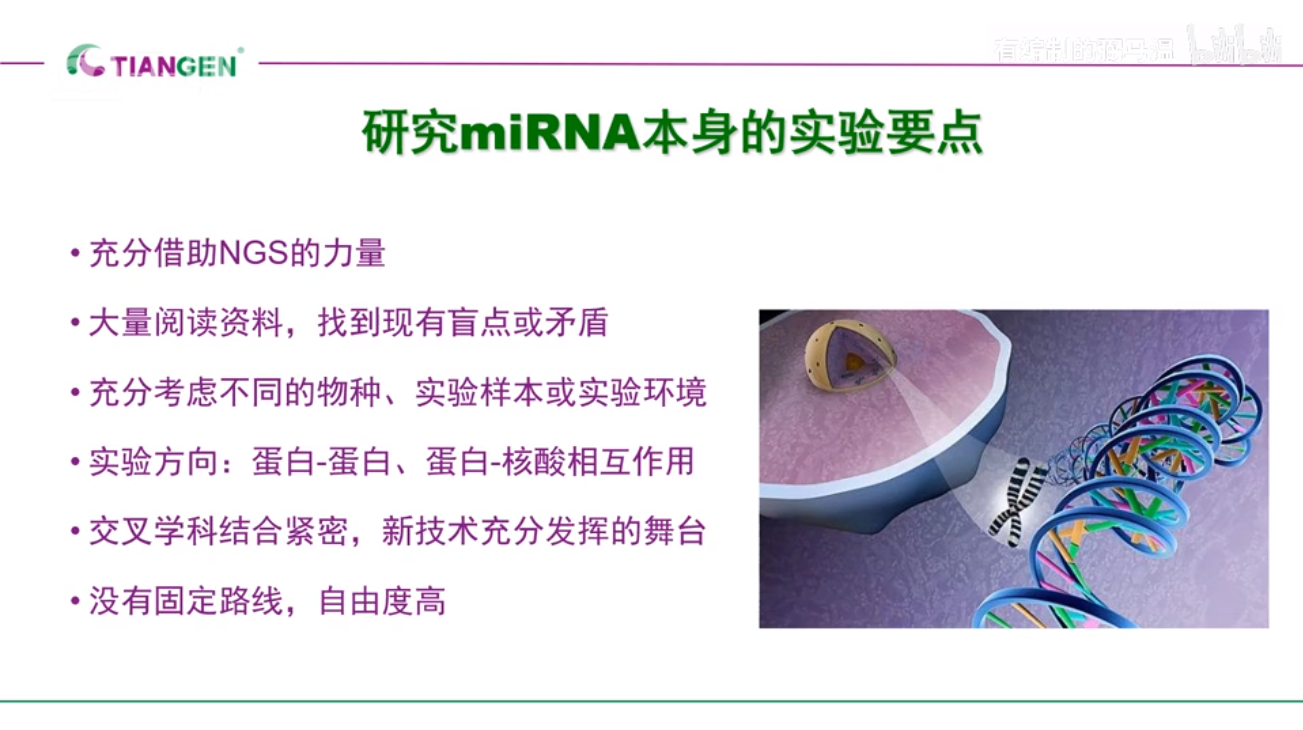 TIANGEN®
bilibili
研究miRNA本身的实验要点
• 充分借助NGS的力量
• 大量阅读资料，找到现有盲点或矛盾
• 充分考虑不同的物种、实验样本或实验环境
• 实验方向：蛋白-蛋白、蛋白-核酸相互作用
• 交叉学科结合紧密，新技术充分发挥的舞台
• 没有固定路线，自由度高